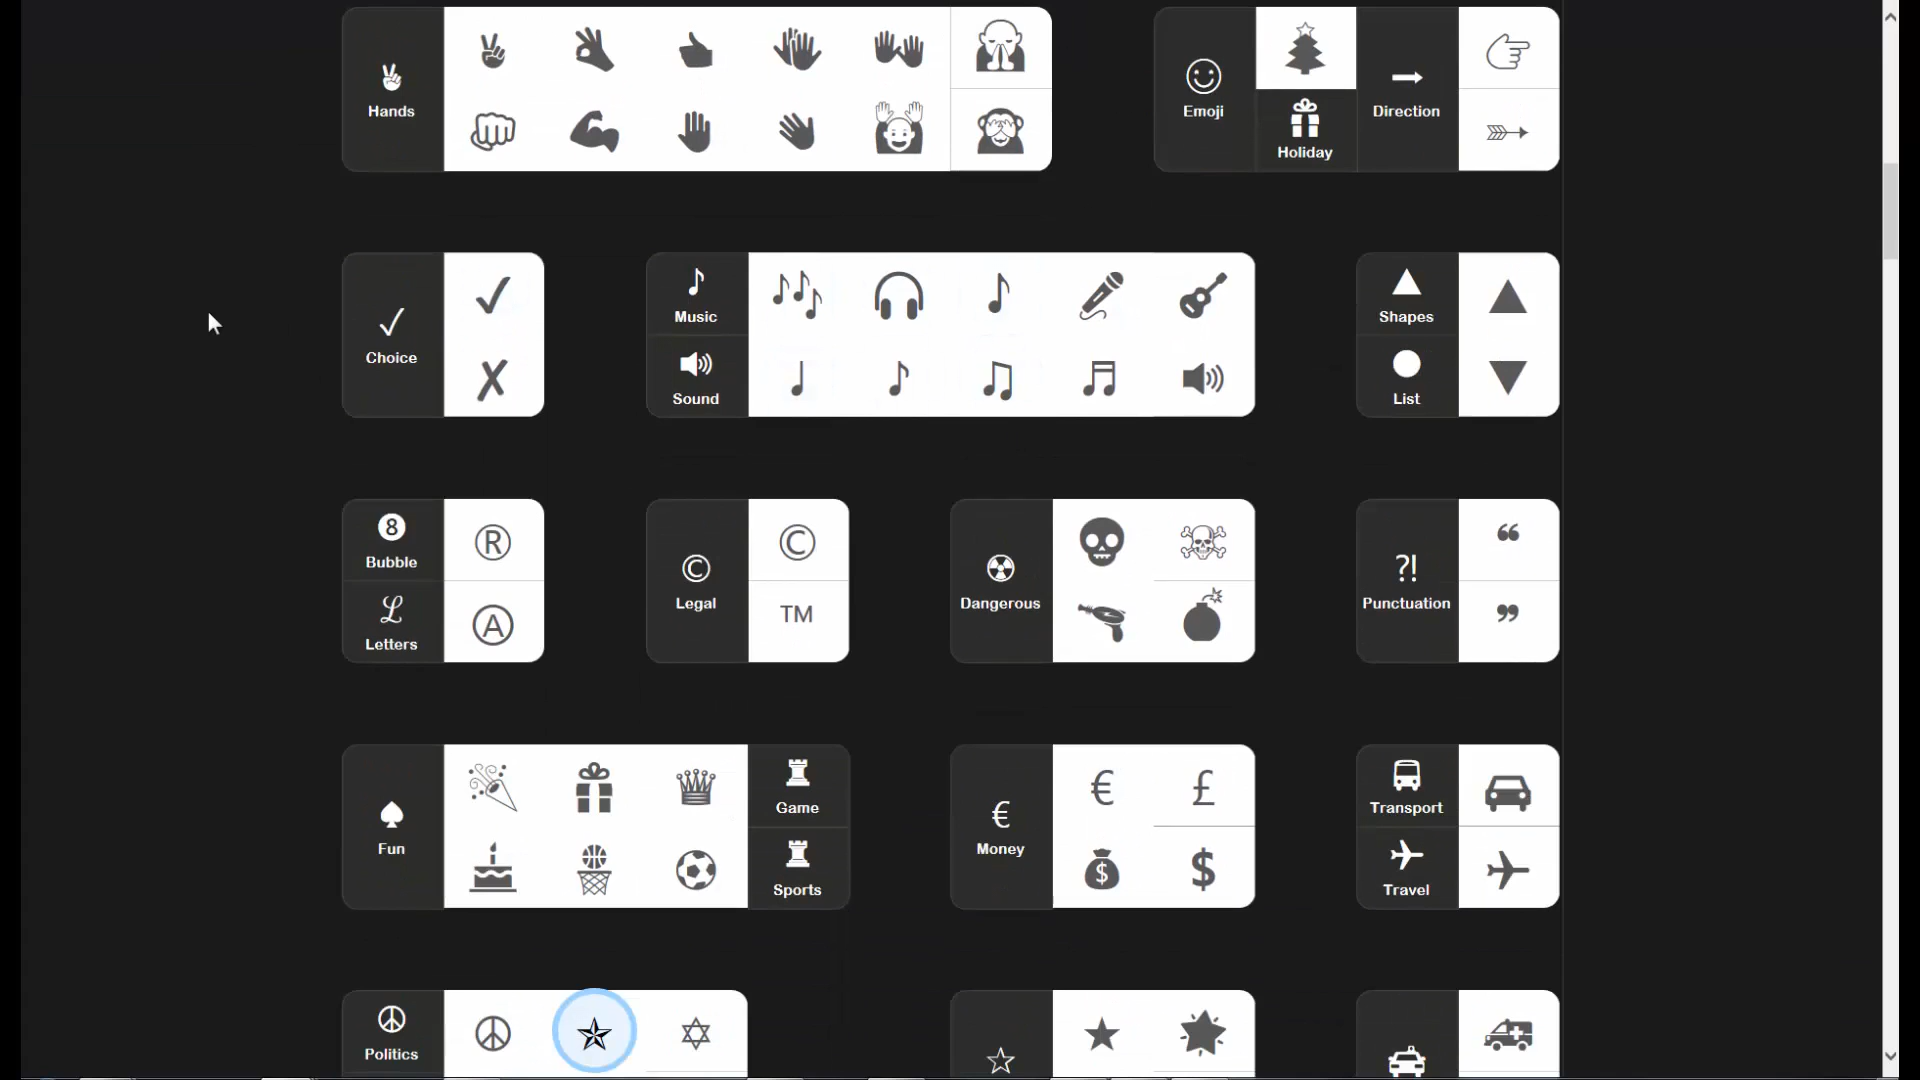 Hands
Emoji
Holiday
Direction
Choice
Music
Sound
Shapes
List
8
Bubble
ℒ
Letters
®
Ⓐ
©
Legal
©
TM
Dangerous
?!
Punctuation
❝
❞
Fun
Game
Sports
€
Money
€
£
$
$
Transport
Travel
Politics